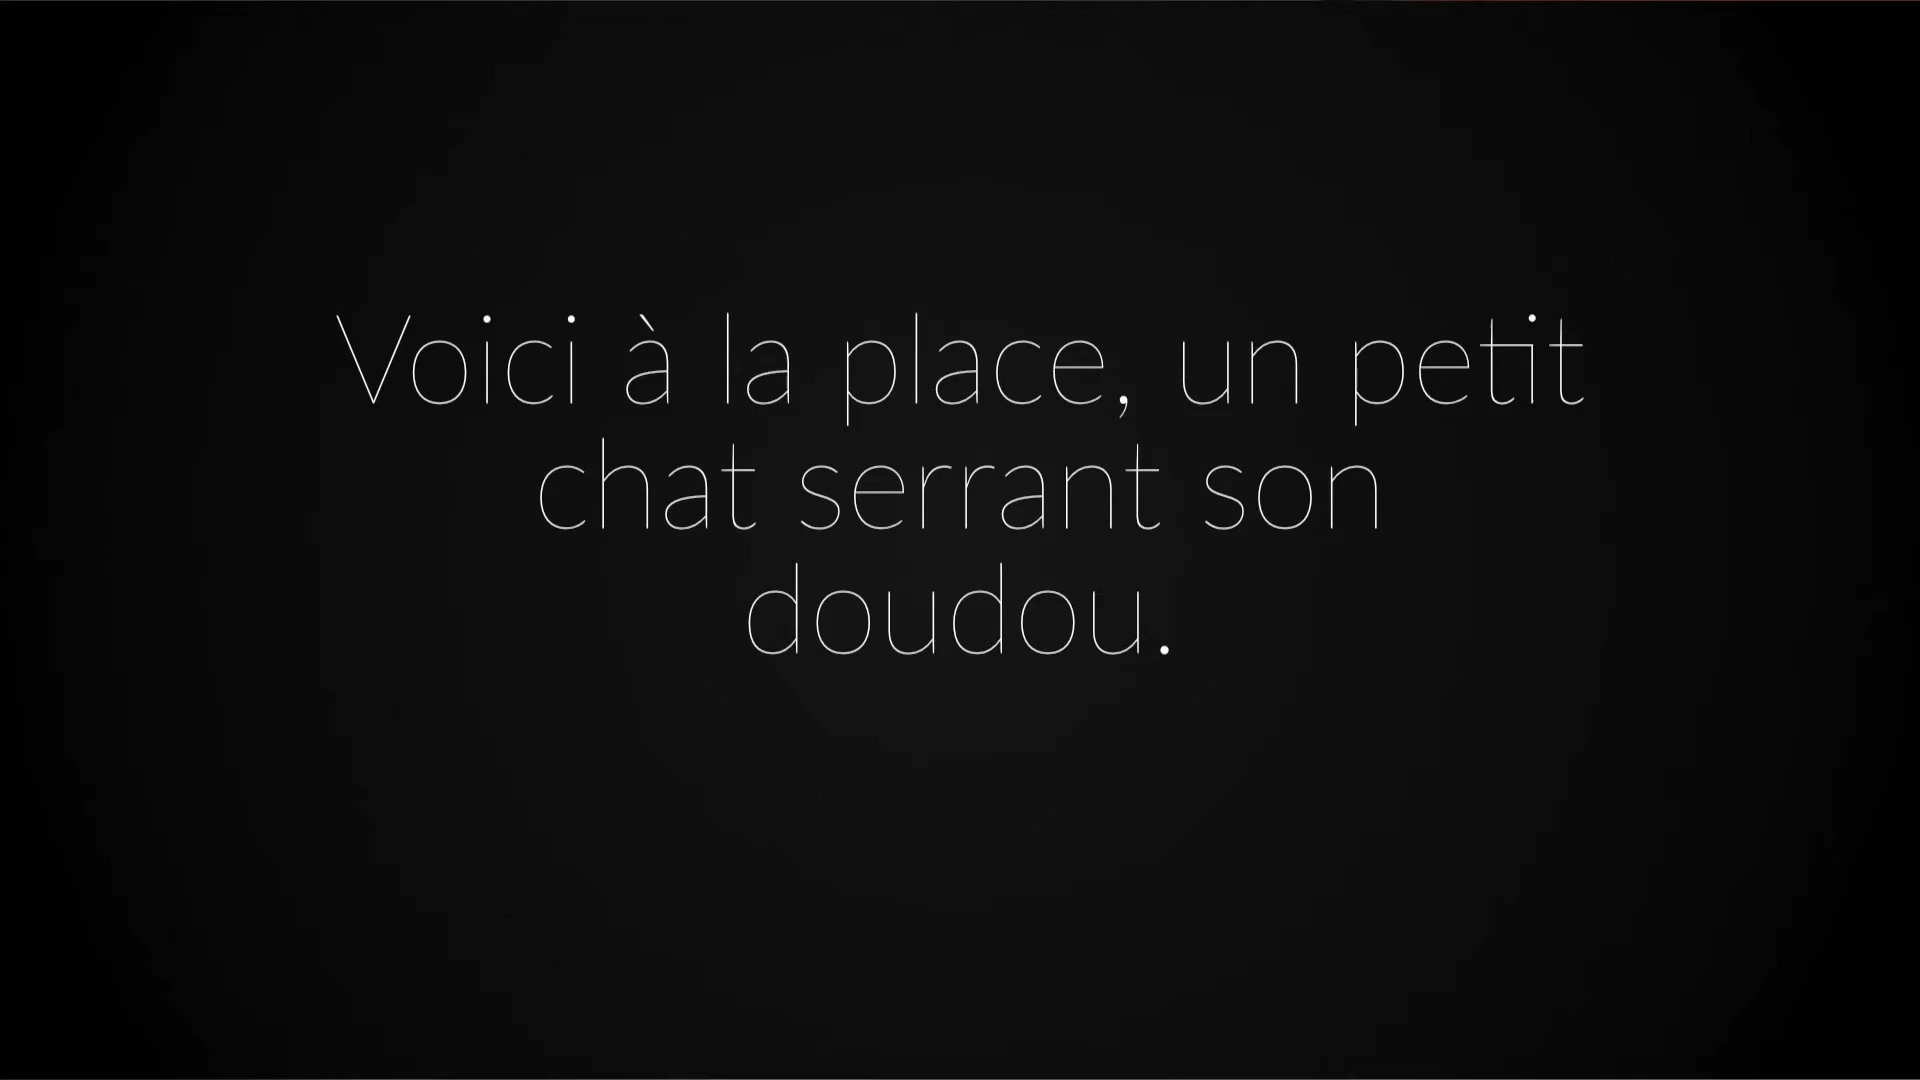 Voici à la place, un petit
chat serrant son
doudou.